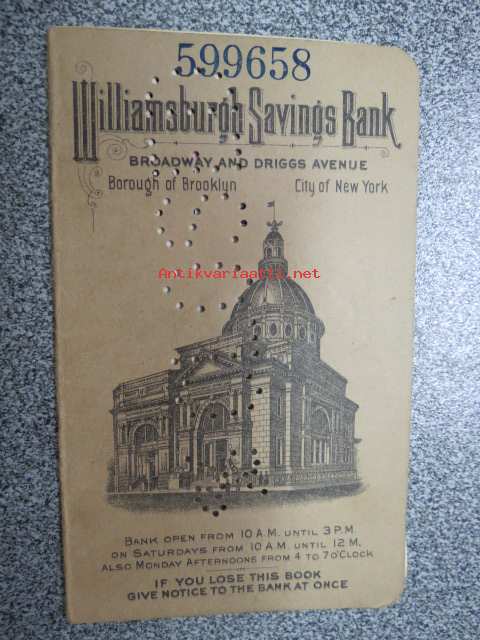 599658
Williamsburgh Savings Bank
BROADWAY AND DRIGGS AVENUE
Borough of Brooklyn City of New York
Antikvariaatti.net
BANK OPEN FROM 10 A.M. UNTIL 3 P.M.
ON SATURDAYS FROM 10 A.M. UNTIL 12 M.
ALSO MONDAY AFTERNOONS FROM 4 TO 7 O'CLOCK
IF YOU LOSE THIS BOOK
GIVE NOTICE TO THE BANK AT ONCE